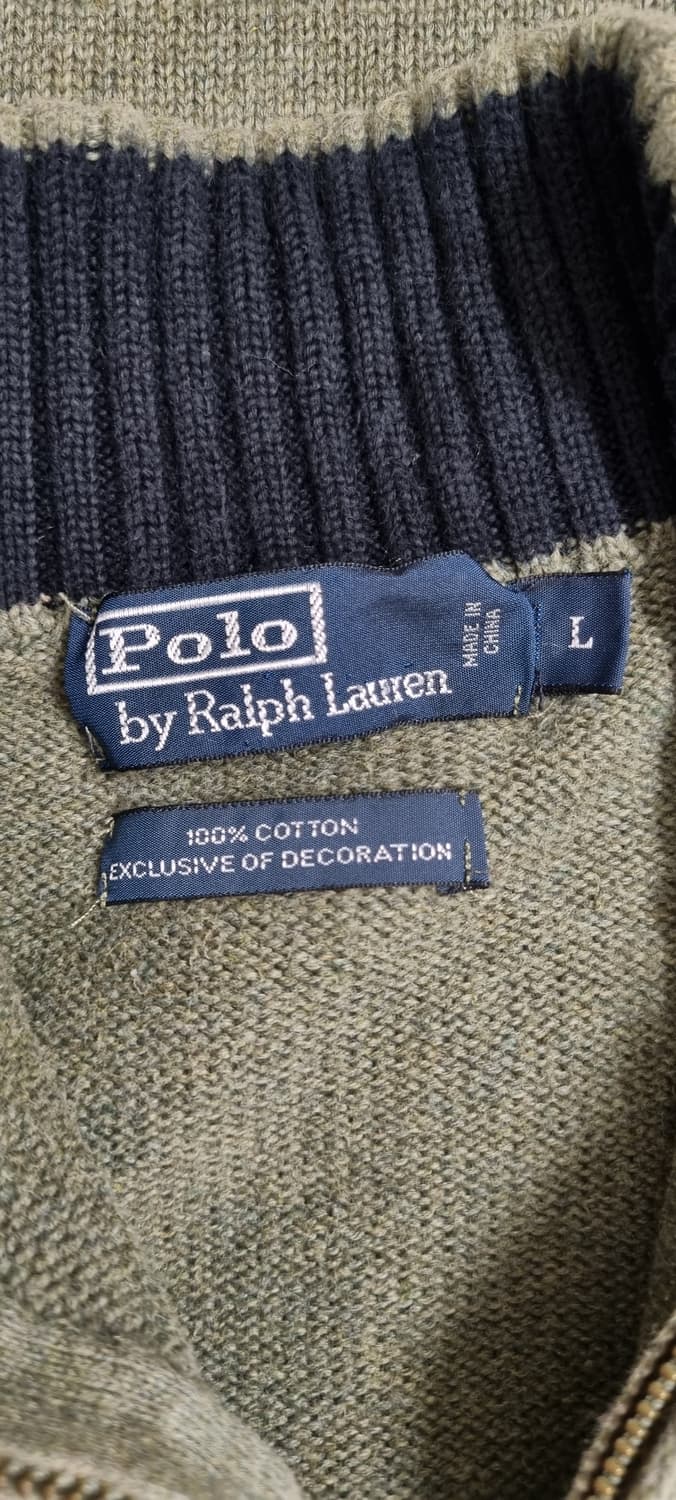 Polo
by Ralph Lauren
MADE IN
CHINA
L
100% COTTON
EXCLUSIVE OF DECORATION